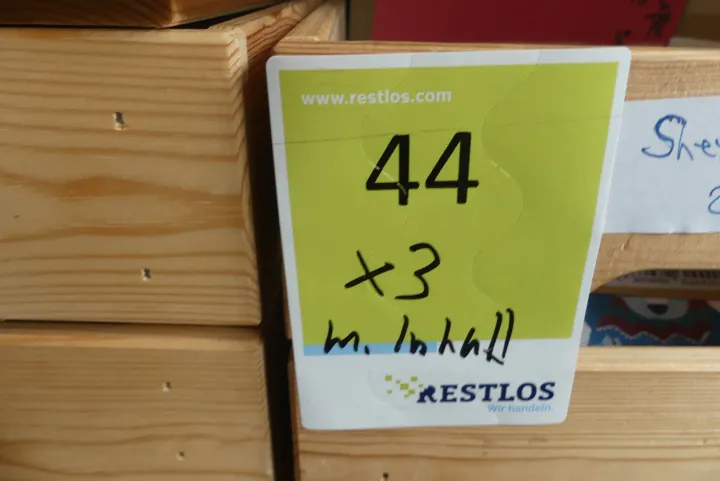 www.restlos.com
44
x3
m. Inhalt
RESTLOS
Wir handeln.